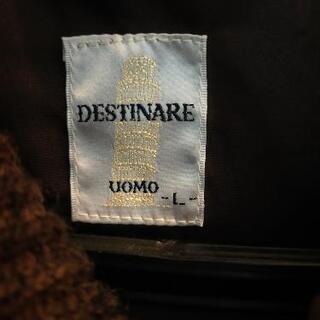 DESTINARE
UOMO
- L -